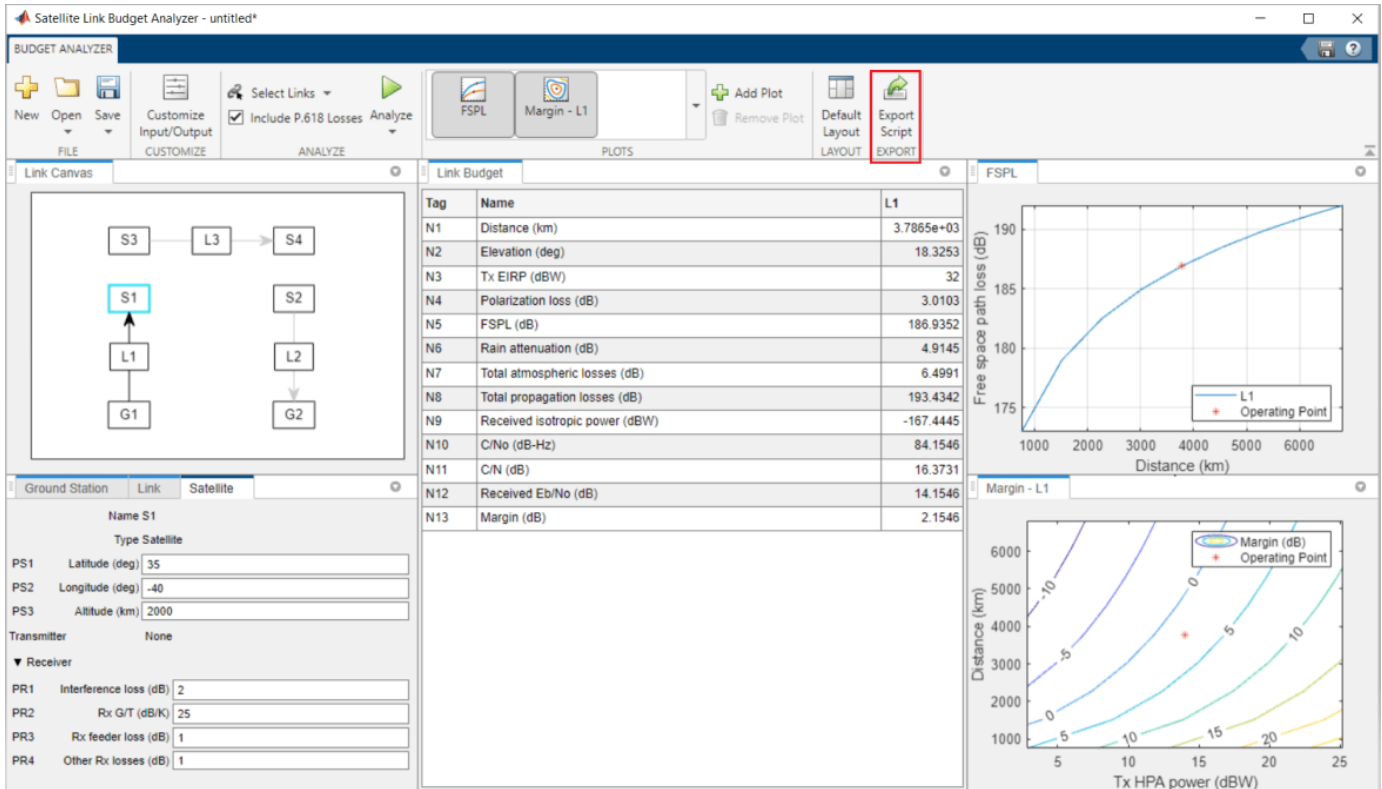 Satellite Link Budget Analyzer - untitled*
BUDGET ANALYZER
New Open Save
FILE
Customize
Input/Output
CUSTOMIZE
Select Links
Include P.618 Losses
Analyze
ANALYZE
FSPL
Margin - L1
Add Plot
Remove Plot
PLOTS
Default
Layout
LAYOUT
Export
Script
EXPORT
Link Canvas
S3 L3 S4
S1 S2
L1 L2
G1 G2
Ground Station Link Satellite
Name S1
Type Satellite
PS1 Latitude (deg) 35
PS2 Longitude (deg) -40
PS3 Altitude (km) 2000
Transmitter None
Receiver
PR1 Interference loss (dB) 2
PR2 Rx G/T (dB/K) 25
PR3 Rx feeder loss (dB) 1
PR4 Other Rx losses (dB) 1
Link Budget
Tag Name L1
N1 Distance (km) 3.7865e+03
N2 Elevation (deg) 18.3253
N3 Tx EIRP (dBW) 32
N4 Polarization loss (dB) 3.0103
N5 FSPL (dB) 186.9352
N6 Rain attenuation (dB) 4.9145
N7 Total atmospheric losses (dB) 6.4991
N8 Total propagation losses (dB) 193.4342
N9 Received isotropic power (dBW) -167.4445
N10 C/No (dB-Hz) 84.1546
N11 C/N (dB) 16.3731
N12 Received Eb/No (dB) 14.1546
N13 Margin (dB) 2.1546
FSPL
Free space path loss (dB)
190
185
180
175
L1
Operating Point
1000 2000 3000 4000 5000 6000
Distance (km)
Margin - L1
Distance (km)
Margin (dB)
Operating Point
6000
5000
4000
3000
2000
1000
-10
0
5
10
-5
0
5
10
15
20
5 10 15 20 25
Tx HPA power (dBW)